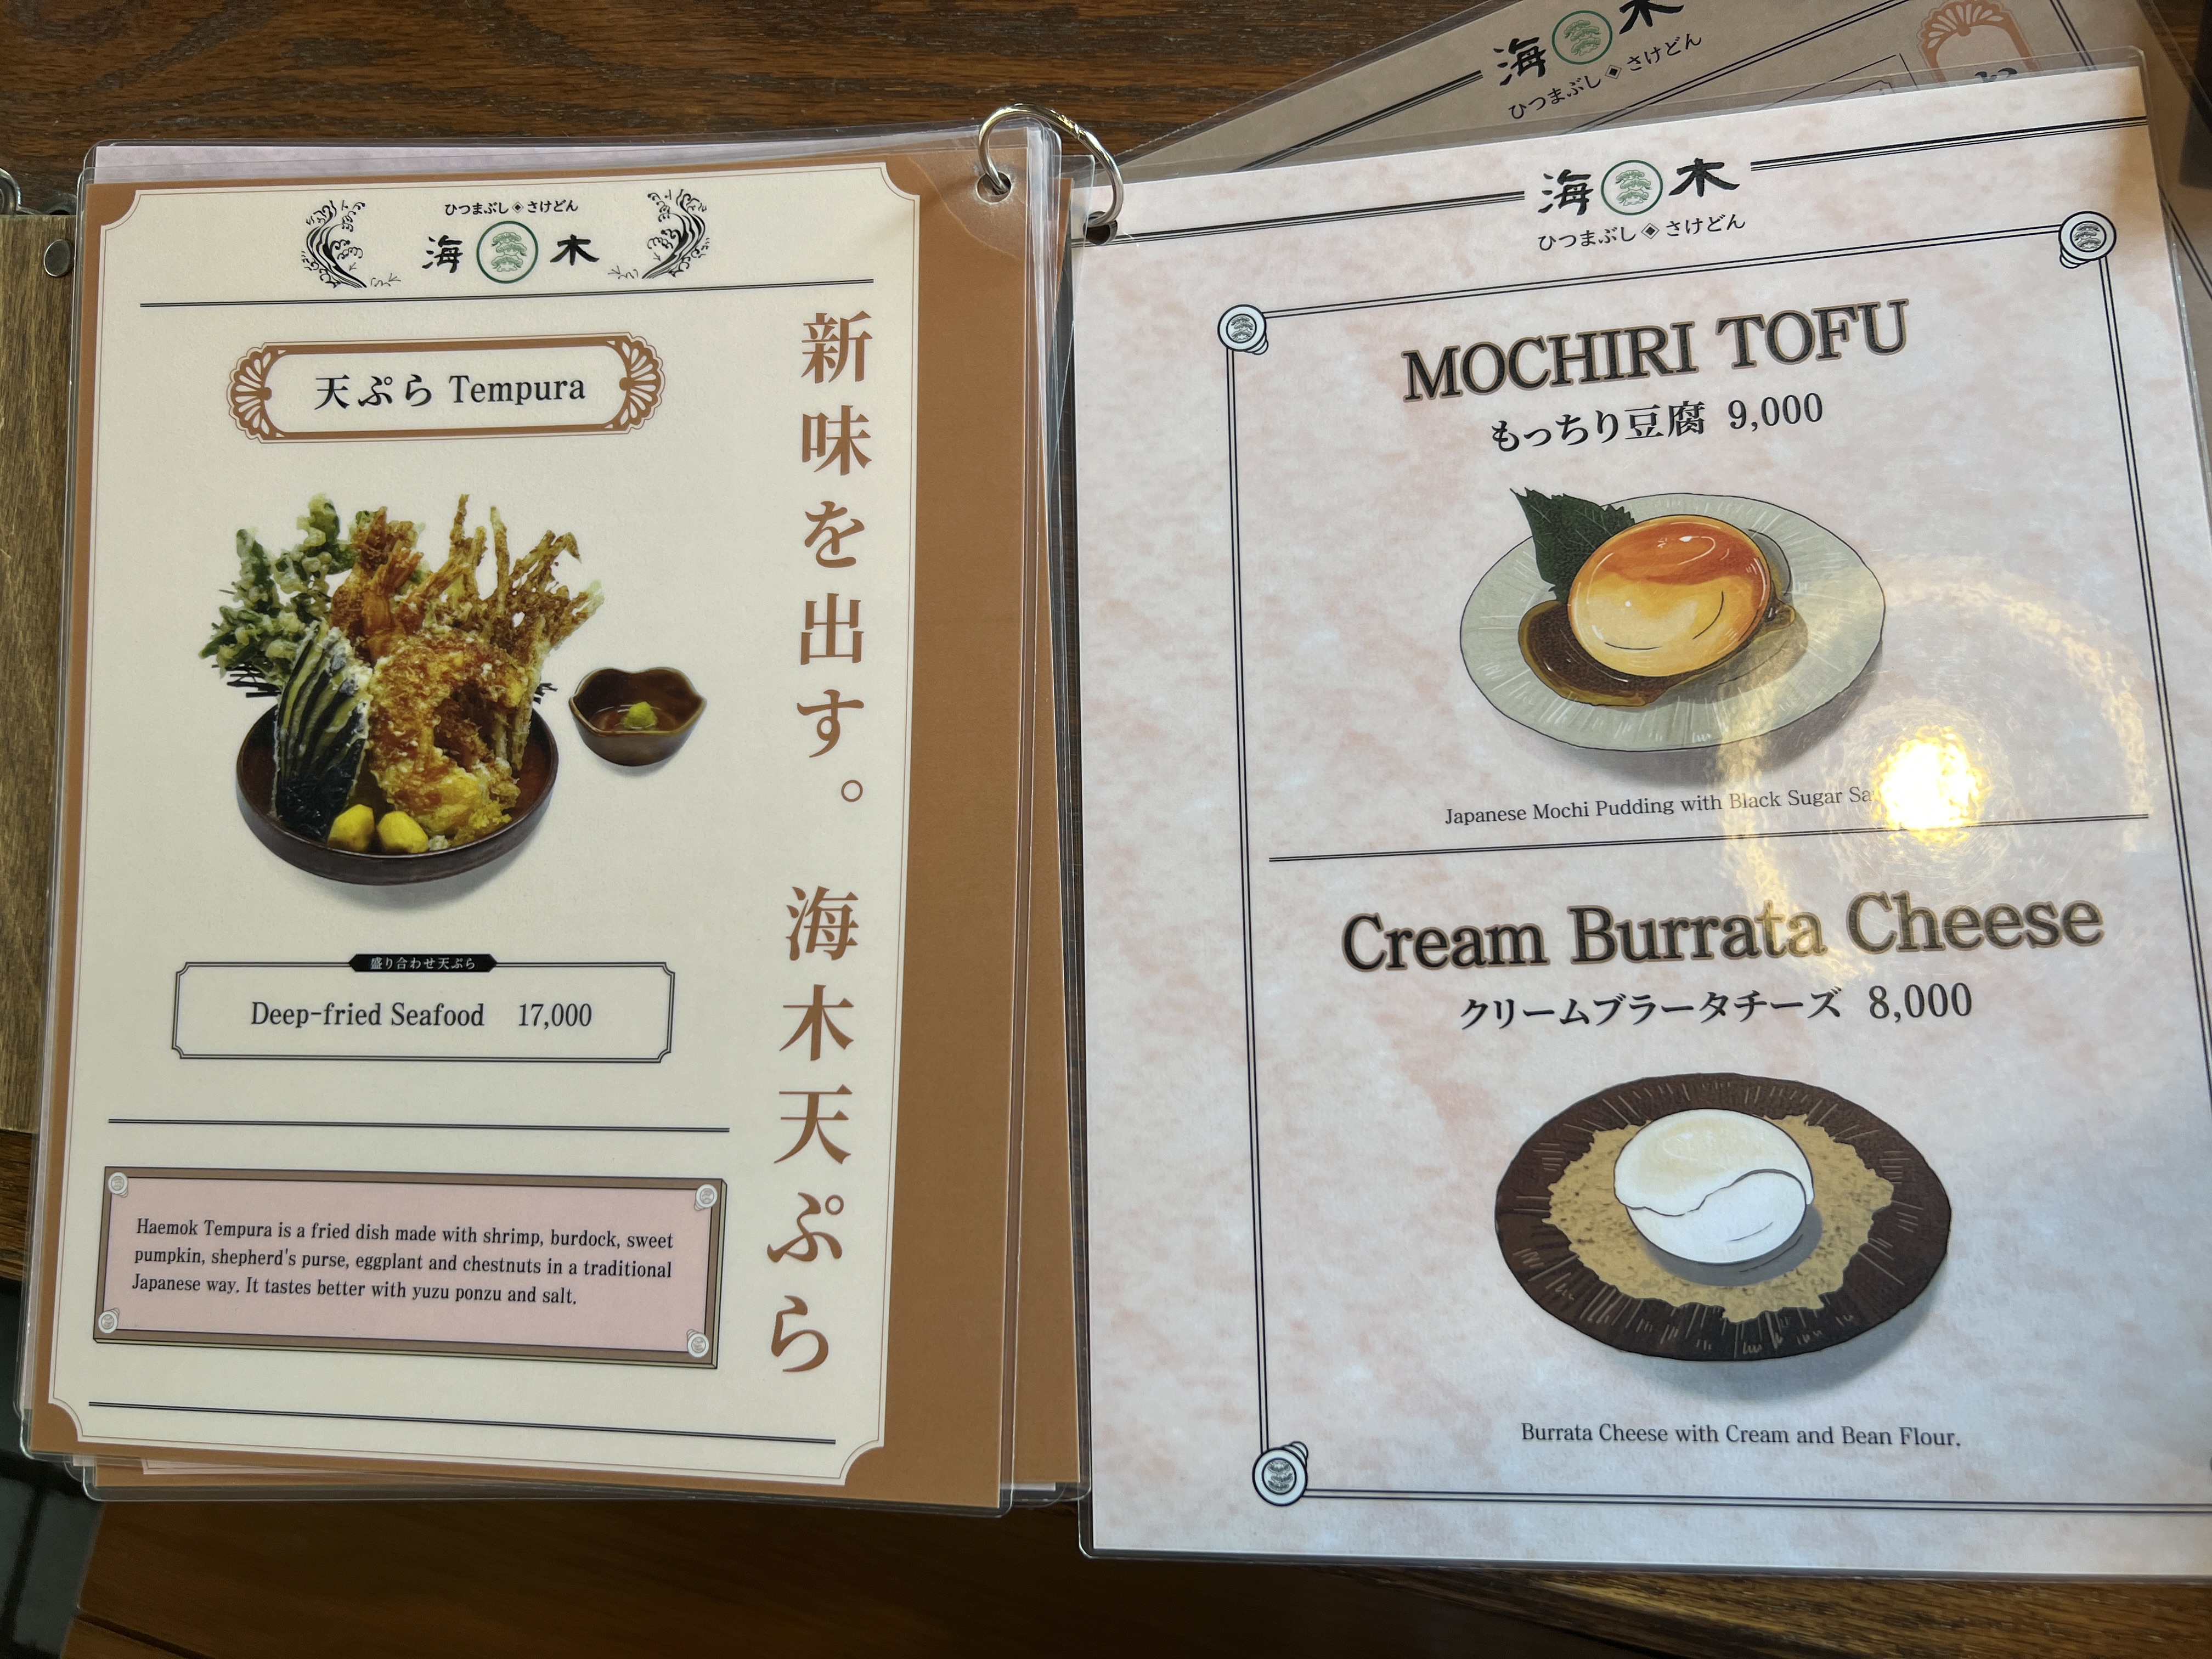 ひつまぶし◈さけどん
海 木
天ぷら Tempura
新味を出す。海木天ぷら
盛り合わせ天ぷら
Deep-fried Seafood 17,000
Haemok Tempura is a fried dish made with shrimp, burdock, sweet
pumpkin, shepherd's purse, eggplant and chestnuts in a traditional
Japanese way. It tastes better with yuzu ponzu and salt.
海 木
ひつまぶし◈さけどん
海 木
ひつまぶし◈さけどん
MOCHIRI TOFU
もっちり豆腐 9,000
Japanese Mochi Pudding with Black Sugar
Cream Burrata Cheese
クリームブラータチーズ 8,000
Burrata Cheese with Cream and Bean Flour.